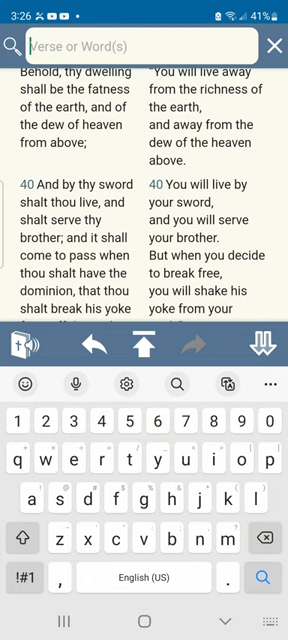 3:26
41%
Verse or Word(s)
Behold, thy dwelling
shall be the fatness
of the earth, and of
the dew of heaven
from above;
"You will live away
from the richness of
the earth,
and away from the
dew of the heaven
above.
40 And by thy sword
shalt thou live, and
shalt serve thy
brother; and it shall
come to pass when
thou shalt have the
dominion, that thou
shalt break his yoke
40 You will live by
your sword,
and you will serve
your brother.
But when you decide
to break free,
you will shake his
yoke from your
1 2 3 4 5 6 7 8 9 0
q w e r t y u i o p
a s d f g h j k l
z x c v b n m
!#1 , English (US) .